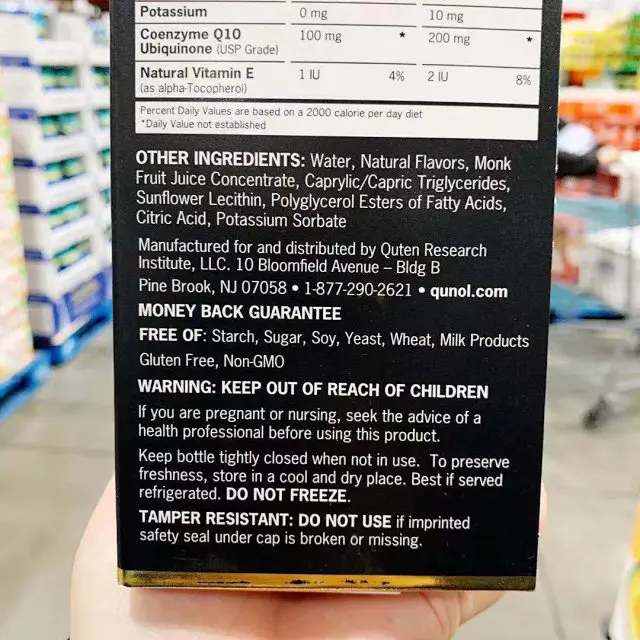 Potassium 0 mg 10 mg
Coenzyme Q10 100 mg * 200 mg *
Ubiquinone (USP Grade)
Natural Vitamin E 1 IU 4% 2 IU 8%
(as alpha-Tocopherol)
Percent Daily Values are based on a 2000 calorie per day diet
*Daily Value not established
OTHER INGREDIENTS: Water, Natural Flavors, Monk
Fruit Juice Concentrate, Caprylic/Capric Triglycerides,
Sunflower Lecithin, Polyglycerol Esters of Fatty Acids,
Citric Acid, Potassium Sorbate
Manufactured for and distributed by Quten Research
Institute, LLC. 10 Bloomfield Avenue – Bldg B
Pine Brook, NJ 07058 • 1-877-290-2621 • qunol.com
MONEY BACK GUARANTEE
FREE OF: Starch, Sugar, Soy, Yeast, Wheat, Milk Products
Gluten Free, Non-GMO
WARNING: KEEP OUT OF REACH OF CHILDREN
If you are pregnant or nursing, seek the advice of a
health professional before using this product.
Keep bottle tightly closed when not in use. To preserve
freshness, store in a cool and dry place. Best if served
refrigerated. DO NOT FREEZE.
TAMPER RESISTANT: DO NOT USE if imprinted
safety seal under cap is broken or missing.